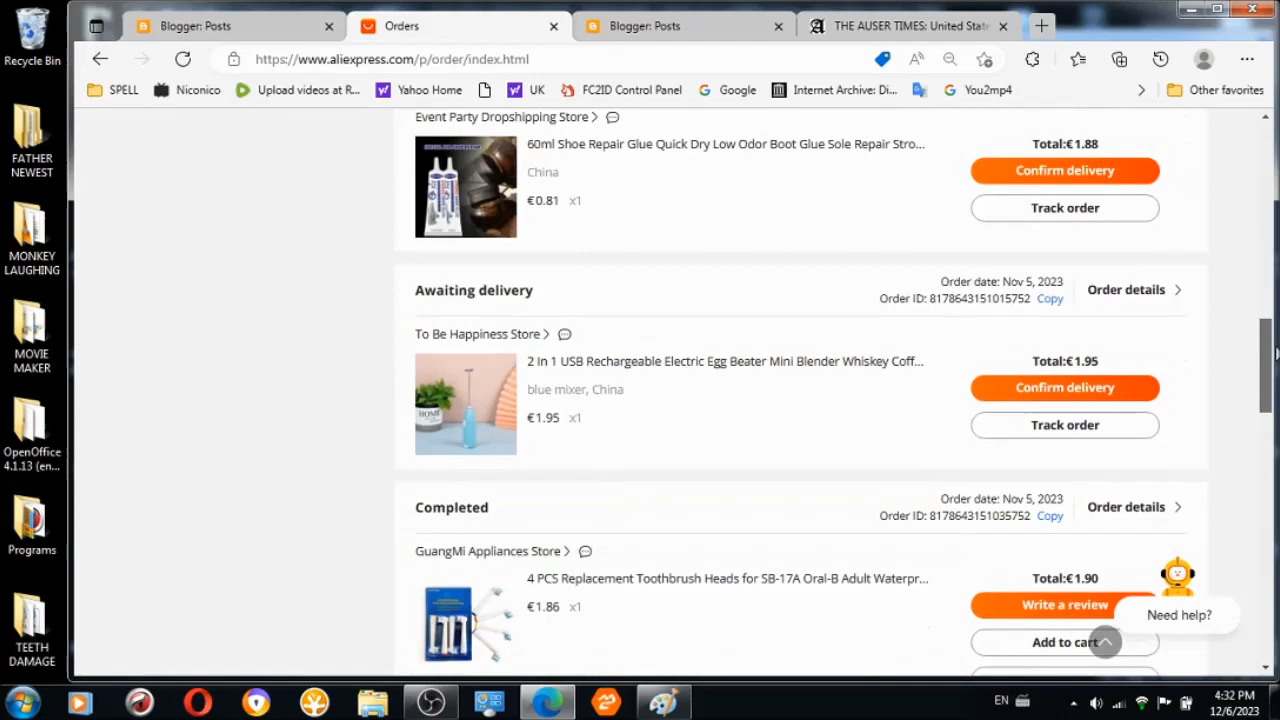 Recycle Bin
FATHER
NEWEST
MONKEY
LAUGHING
MOVIE
MAKER
OpenOffice
4.1.13 (en...
Programs
TEETH
DAMAGE
Blogger: Posts
Orders
Blogger: Posts
THE AUSER TIMES: United State
https://www.aliexpress.com/p/order/index.html
SPELL
Niconico
Upload videos at R...
Yahoo Home
UK
FC2ID Control Panel
Google
Internet Archive: Di...
You2mp4
Other favorites
Event Party Dropshipping Store >
60ml Shoe Repair Glue Quick Dry Low Odor Boot Glue Sole Repair Stro...
China
€0.81 x1
Total:€1.88
Confirm delivery
Track order
Awaiting delivery
Order date: Nov 5, 2023
Order ID: 8178643151015752 Copy
Order details >
To Be Happiness Store >
2 In 1 USB Rechargeable Electric Egg Beater Mini Blender Whiskey Coff...
blue mixer, China
€1.95 x1
Total:€1.95
Confirm delivery
Track order
Completed
Order date: Nov 5, 2023
Order ID: 8178643151035752 Copy
Order details >
GuangMi Appliances Store >
4 PCS Replacement Toothbrush Heads for SB-17A Oral-B Adult Waterpr...
€1.86 x1
Total:€1.90
Write a review
Add to cart
Need help?
EN
4:32 PM
12/6/2023